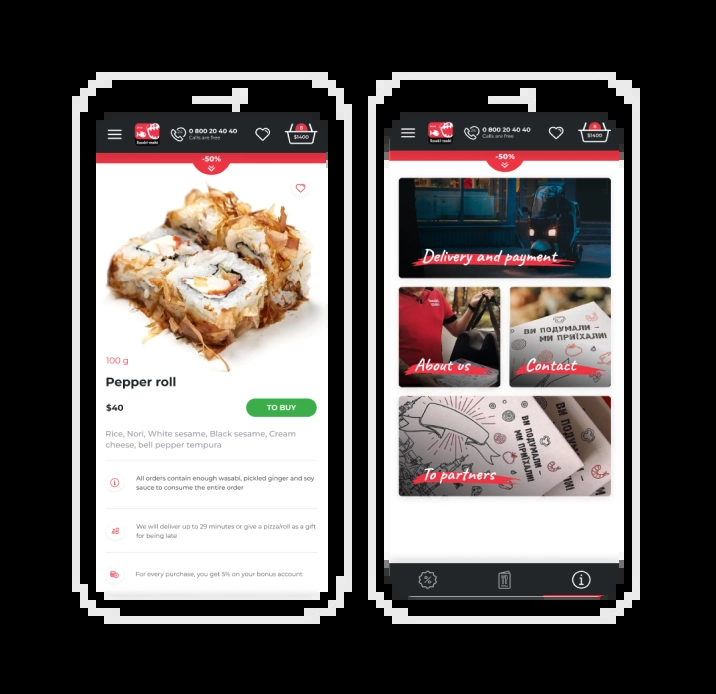 Sushi-maki
0 800 20 40 40
Calls are free
8
$1400
-50%
100 g
Pepper roll
$40
TO BUY
Rice, Nori, White sesame, Black sesame, Cream
cheese, bell pepper tempura
All orders contain enough wasabi, pickled ginger and soy
sauce to consume the entire order
We will deliver up to 29 minutes or give a pizza/roll as a gift
for being late
For every purchase, you get 5% on your bonus account
0 800 20 40 40
Calls are free
8
$1400
-50%
Delivery and payment
About us
ВИ ПОДУМАЛИ –
МИ ПРИЇХАЛИ!
Contact
ВИ ПОДУМАЛИ –
МИ ПРИЇХАЛИ!
To partners